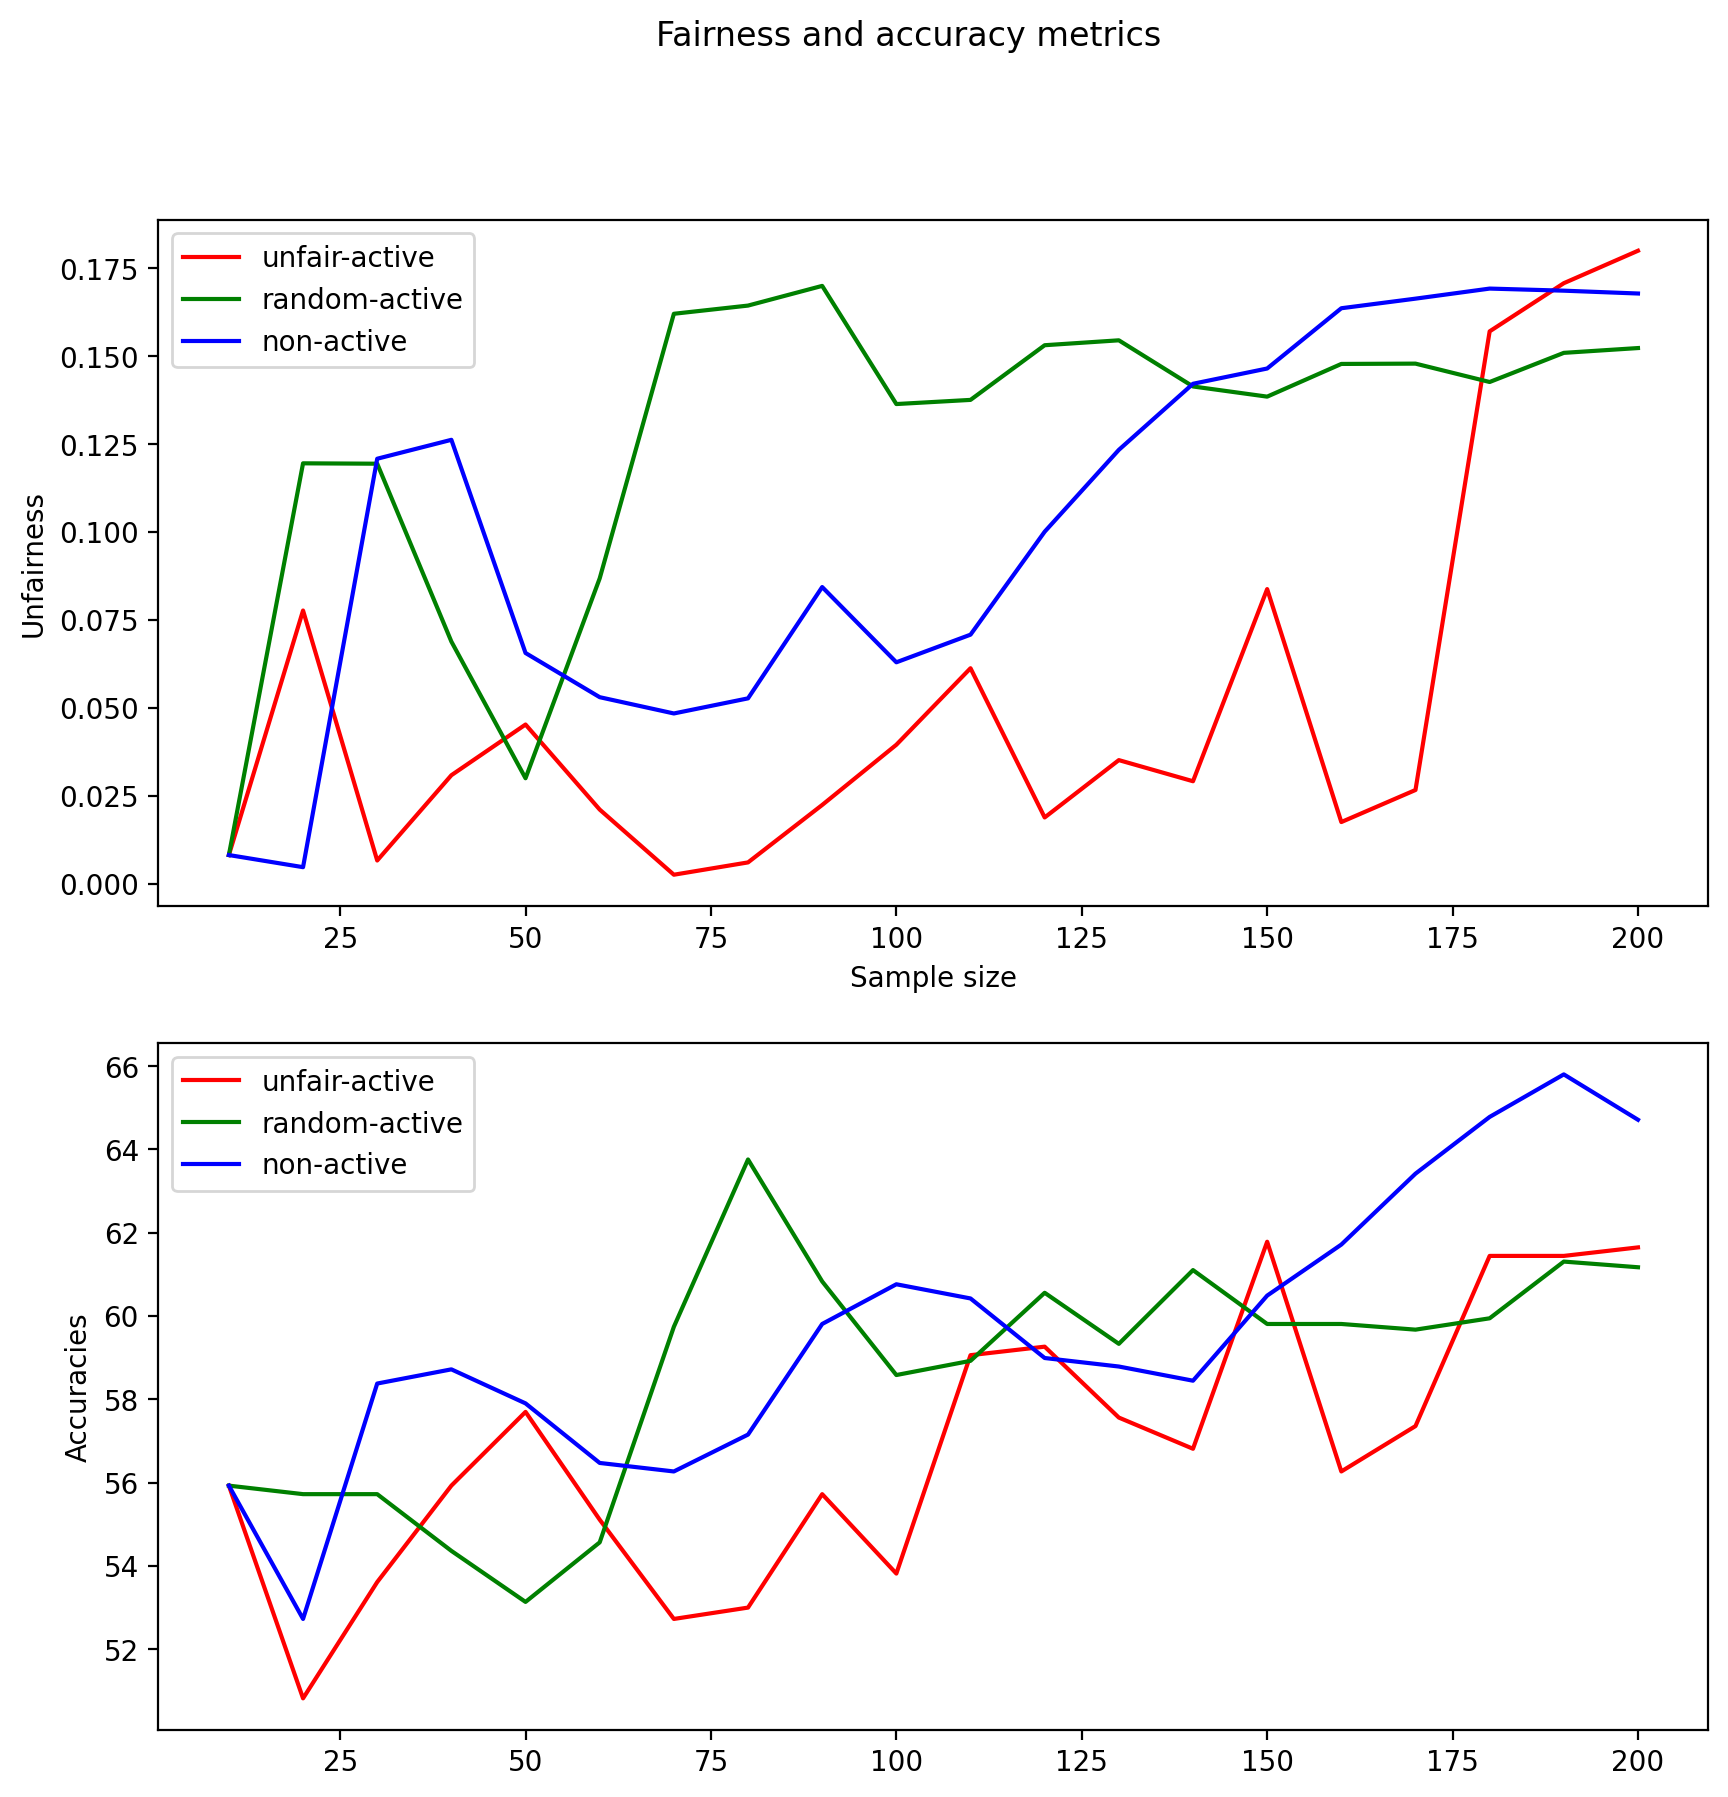 Fairness and accuracy metrics
unfair-active
random-active
non-active
Unfairness
0.175
0.150
0.125
0.100
0.075
0.050
0.025
0.000
25 50 75 100 125 150 175 200
Sample size
unfair-active
random-active
non-active
Accuracies
66
64
62
60
58
56
54
52
25 50 75 100 125 150 175 200